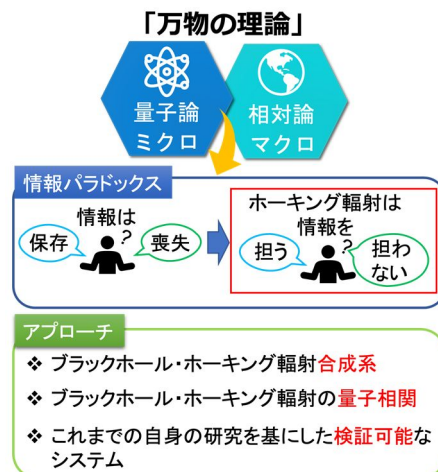 「万物の理論」
量子論
ミクロ
相対論
マクロ
情報パラドックス
情報は
?
保存
喪失
ホーキング輻射は
情報を
?
担う
担わ
ない
アプローチ
❖ ブラックホール・ホーキング輻射合成系
❖ ブラックホール・ホーキング輻射の量子相関
❖ これまでの自身の研究を基にした検証可能な
システム